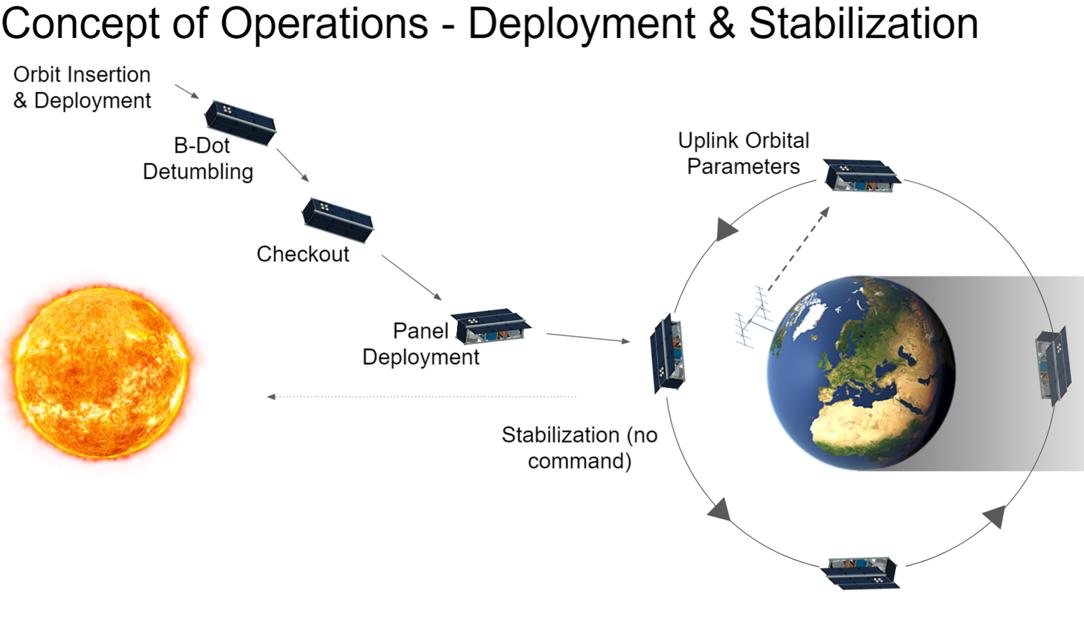 Concept of Operations - Deployment & Stabilization
Orbit Insertion
& Deployment
B-Dot
Detumbling
Checkout
Panel
Deployment
Stabilization (no
command)
Uplink Orbital
Parameters